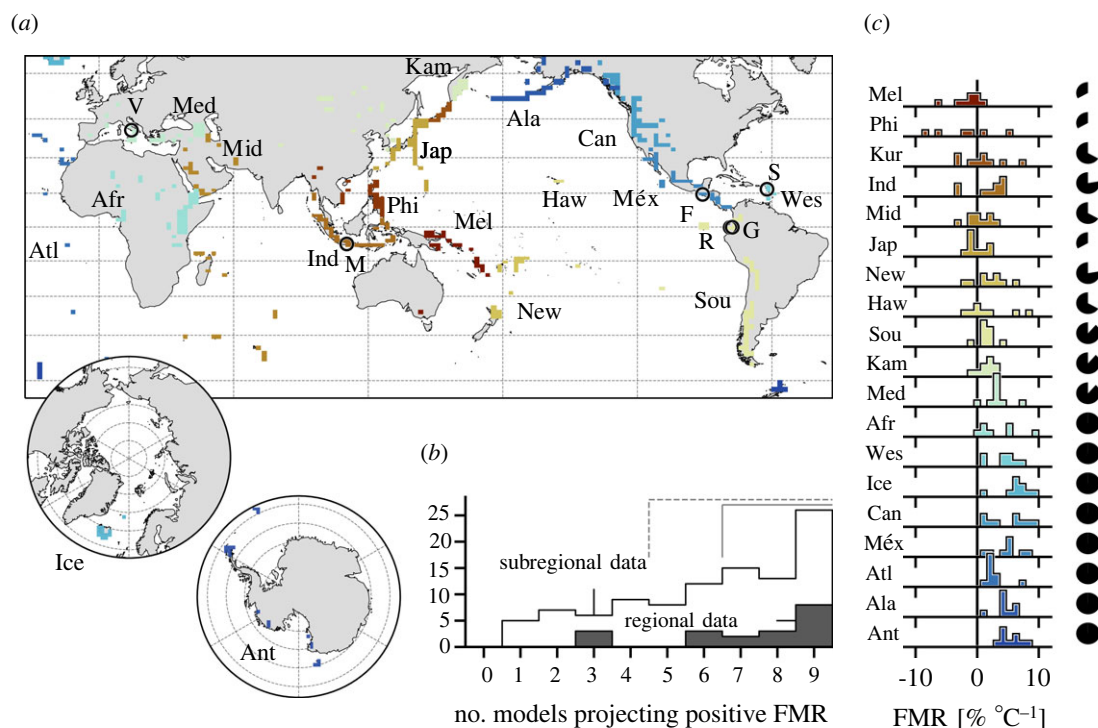 (a)
Kam
V
Med
Ala
Can
Mid
Jap
Haw
Méx
S
Wes
Afr
Phi
Mel
F
R
G
Atl
Ind
M
New
Sou
Ice
Ant
(b)
25
20
15
10
5
0
subregional data
regional data
0 1 2 3 4 5 6 7 8 9
no. models projecting positive FMR
(c)
Mel
Phi
Kur
Ind
Mid
Jap
New
Haw
Sou
Kam
Med
Afr
Wes
Ice
Can
Méx
Atl
Ala
Ant
-10 0 10
FMR [% °C–1]